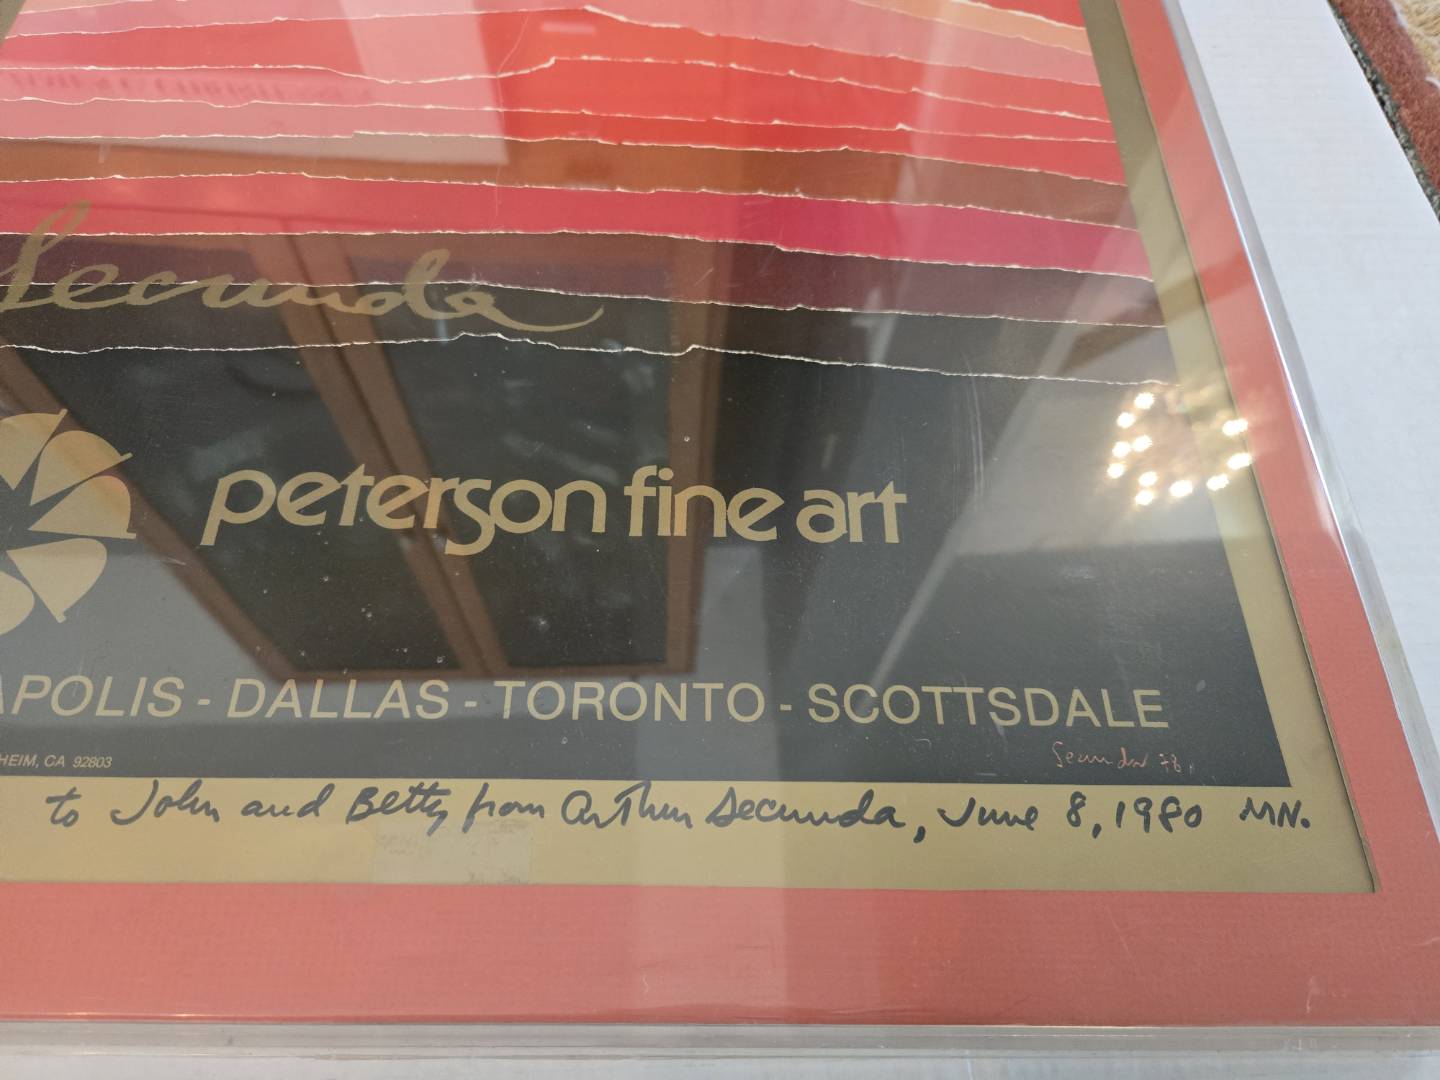 Secunda
peterson fine art
APOLIS - DALLAS - TORONTO - SCOTTSDALE
HEIM, CA 92803
Secunda 78
to John and Betty from Arthur Secunda, June 8, 1980 MN.